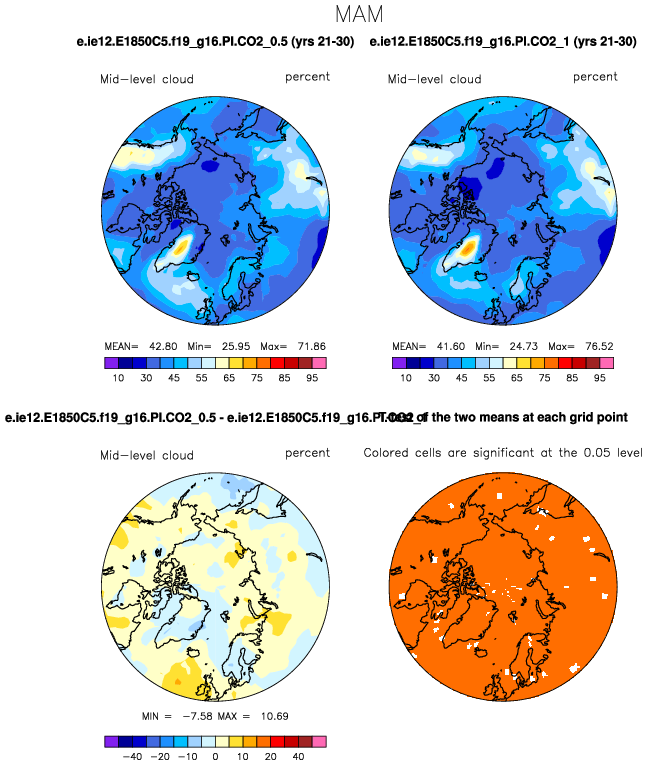 MAM
e.ie12.E1850C5.f19_g16.PI.CO2_0.5 (yrs 21-30)
e.ie12.E1850C5.f19_g16.PI.CO2_1 (yrs 21-30)
Mid-level cloud percent
Mid-level cloud percent
MEAN= 42.80 Min= 25.95 Max= 71.86
MEAN= 41.60 Min= 24.73 Max= 76.52
10 30 45 55 65 75 85 95
10 30 45 55 65 75 85 95
e.ie12.E1850C5.f19_g16.PI.CO2_0.5 - e.ie12.E1850C5.f19_g16.PI.CO2_1
T-test of the two means at each grid point
Mid-level cloud percent
Colored cells are significant at the 0.05 level
MIN = -7.58 MAX = 10.69
-40 -20 -10 0 10 20 40